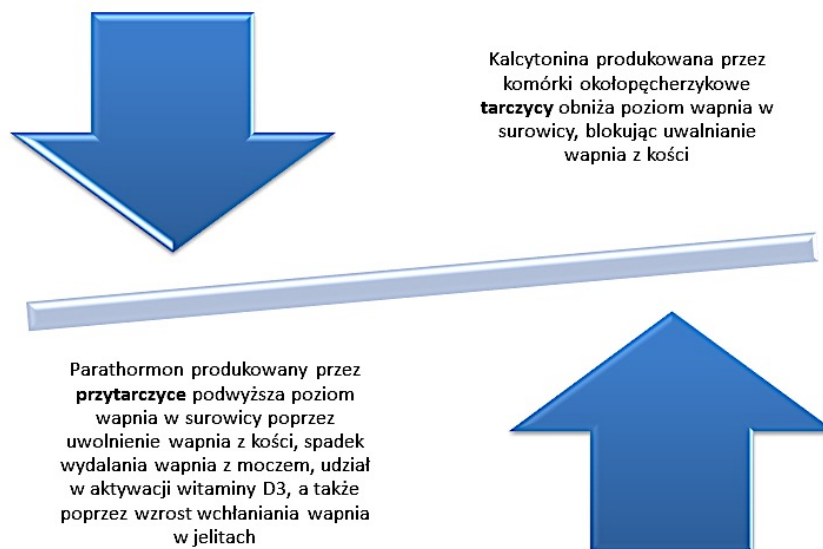 Kalcytonina produkowana przez
komórki okołopęcherzykowe
tarczycy obniża poziom wapnia w
surowicy, blokując uwalnianie
wapnia z kości
Parathormon produkowany przez
przytarczyce podwyższa poziom
wapnia w surowicy poprzez
uwolnienie wapnia z kości, spadek
wydalania wapnia z moczem, udział
w aktywacji witaminy D3, a także
poprzez wzrost wchłaniania wapnia
w jelitach